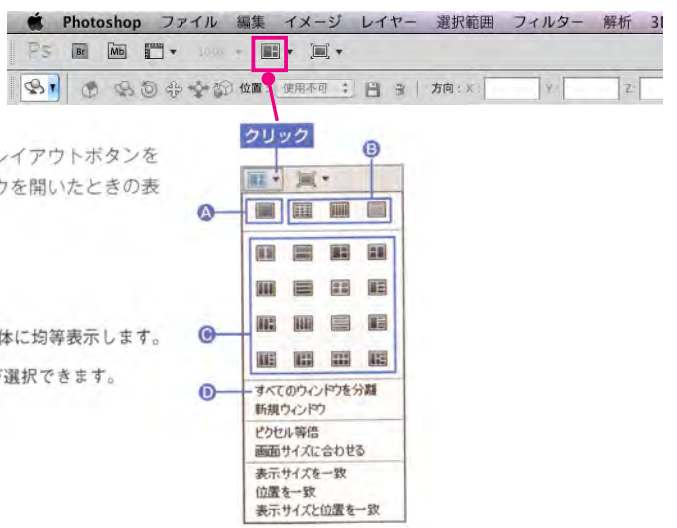 Photoshop ファイル 編集 イメージ レイヤー 選択範囲 フィルター 解析 3D
Ps Br Mb 100%
位置： 使用不可 方向：X： Y： Z：
クリック
レイアウトボタンを
ウを開いたときの表
B
A
体に均等表示します。
選択できます。
C
D
すべてのウィンドウを分離
新規ウィンドウ
ピクセル等倍
画面サイズに合わせる
表示サイズを一致
位置を一致
表示サイズと位置を一致